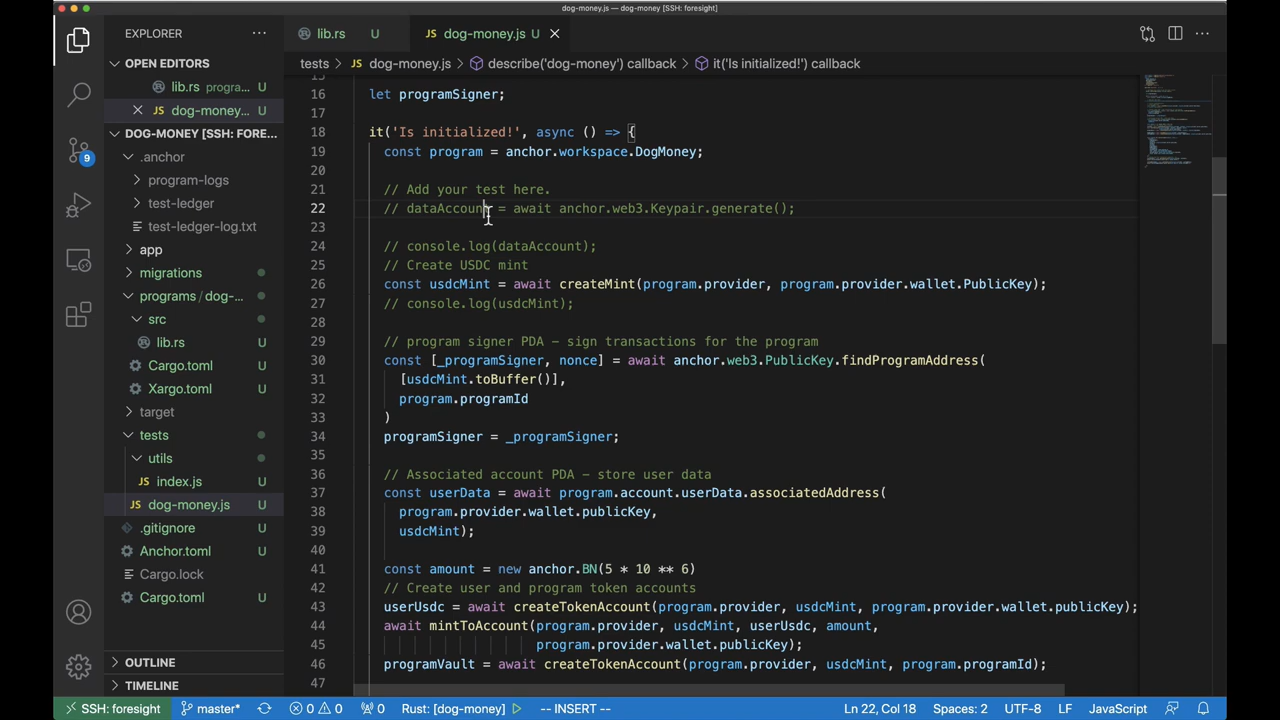 dog-money.js — dog-money [SSH: foresight]
EXPLORER
lib.rs U
dog-money.js U
OPEN EDITORS
lib.rs progra... U
dog-money... U
DOG-MONEY [SSH: FORE...
.anchor
program-logs
test-ledger
test-ledger-log.txt
app
migrations
programs / dog-...
src
lib.rs U
Cargo.toml U
Xargo.toml U
target
tests
utils
index.js U
dog-money.js U
.gitignore U
Anchor.toml U
Cargo.lock
Cargo.toml U
OUTLINE
TIMELINE
9
tests dog-money.js describe('dog-money') callback it('Is initialized!') callback
15
16 let programSigner;
17
18 it('Is initialized!', async () => {
19 const program = anchor.workspace.DogMoney;
20
21 // Add your test here.
22 // dataAccount = await anchor.web3.Keypair.generate();
23
24 // console.log(dataAccount);
25 // Create USDC mint
26 const usdcMint = await createMint(program.provider, program.provider.wallet.PublicKey);
27 // console.log(usdcMint);
28
29 // program signer PDA - sign transactions for the program
30 const [_programSigner, nonce] = await anchor.web3.PublicKey.findProgramAddress(
31 [usdcMint.toBuffer()],
32 program.programId
33 )
34 programSigner = _programSigner;
35
36 // Associated account PDA - store user data
37 const userData = await program.account.userData.associatedAddress(
38 program.provider.wallet.publicKey,
39 usdcMint);
40
41 const amount = new anchor.BN(5 * 10 ** 6)
42 // Create user and program token accounts
43 userUsdc = await createTokenAccount(program.provider, usdcMint, program.provider.wallet.publicKey);
44 await mintToAccount(program.provider, usdcMint, userUsdc, amount,
45 program.provider.wallet.publicKey);
46 programVault = await createTokenAccount(program.provider, usdcMint, program.programId);
47
SSH: foresight master* 0 0 0 Rust: [dog-money] -- INSERT -- Ln 22, Col 18 Spaces: 2 UTF-8 LF JavaScript